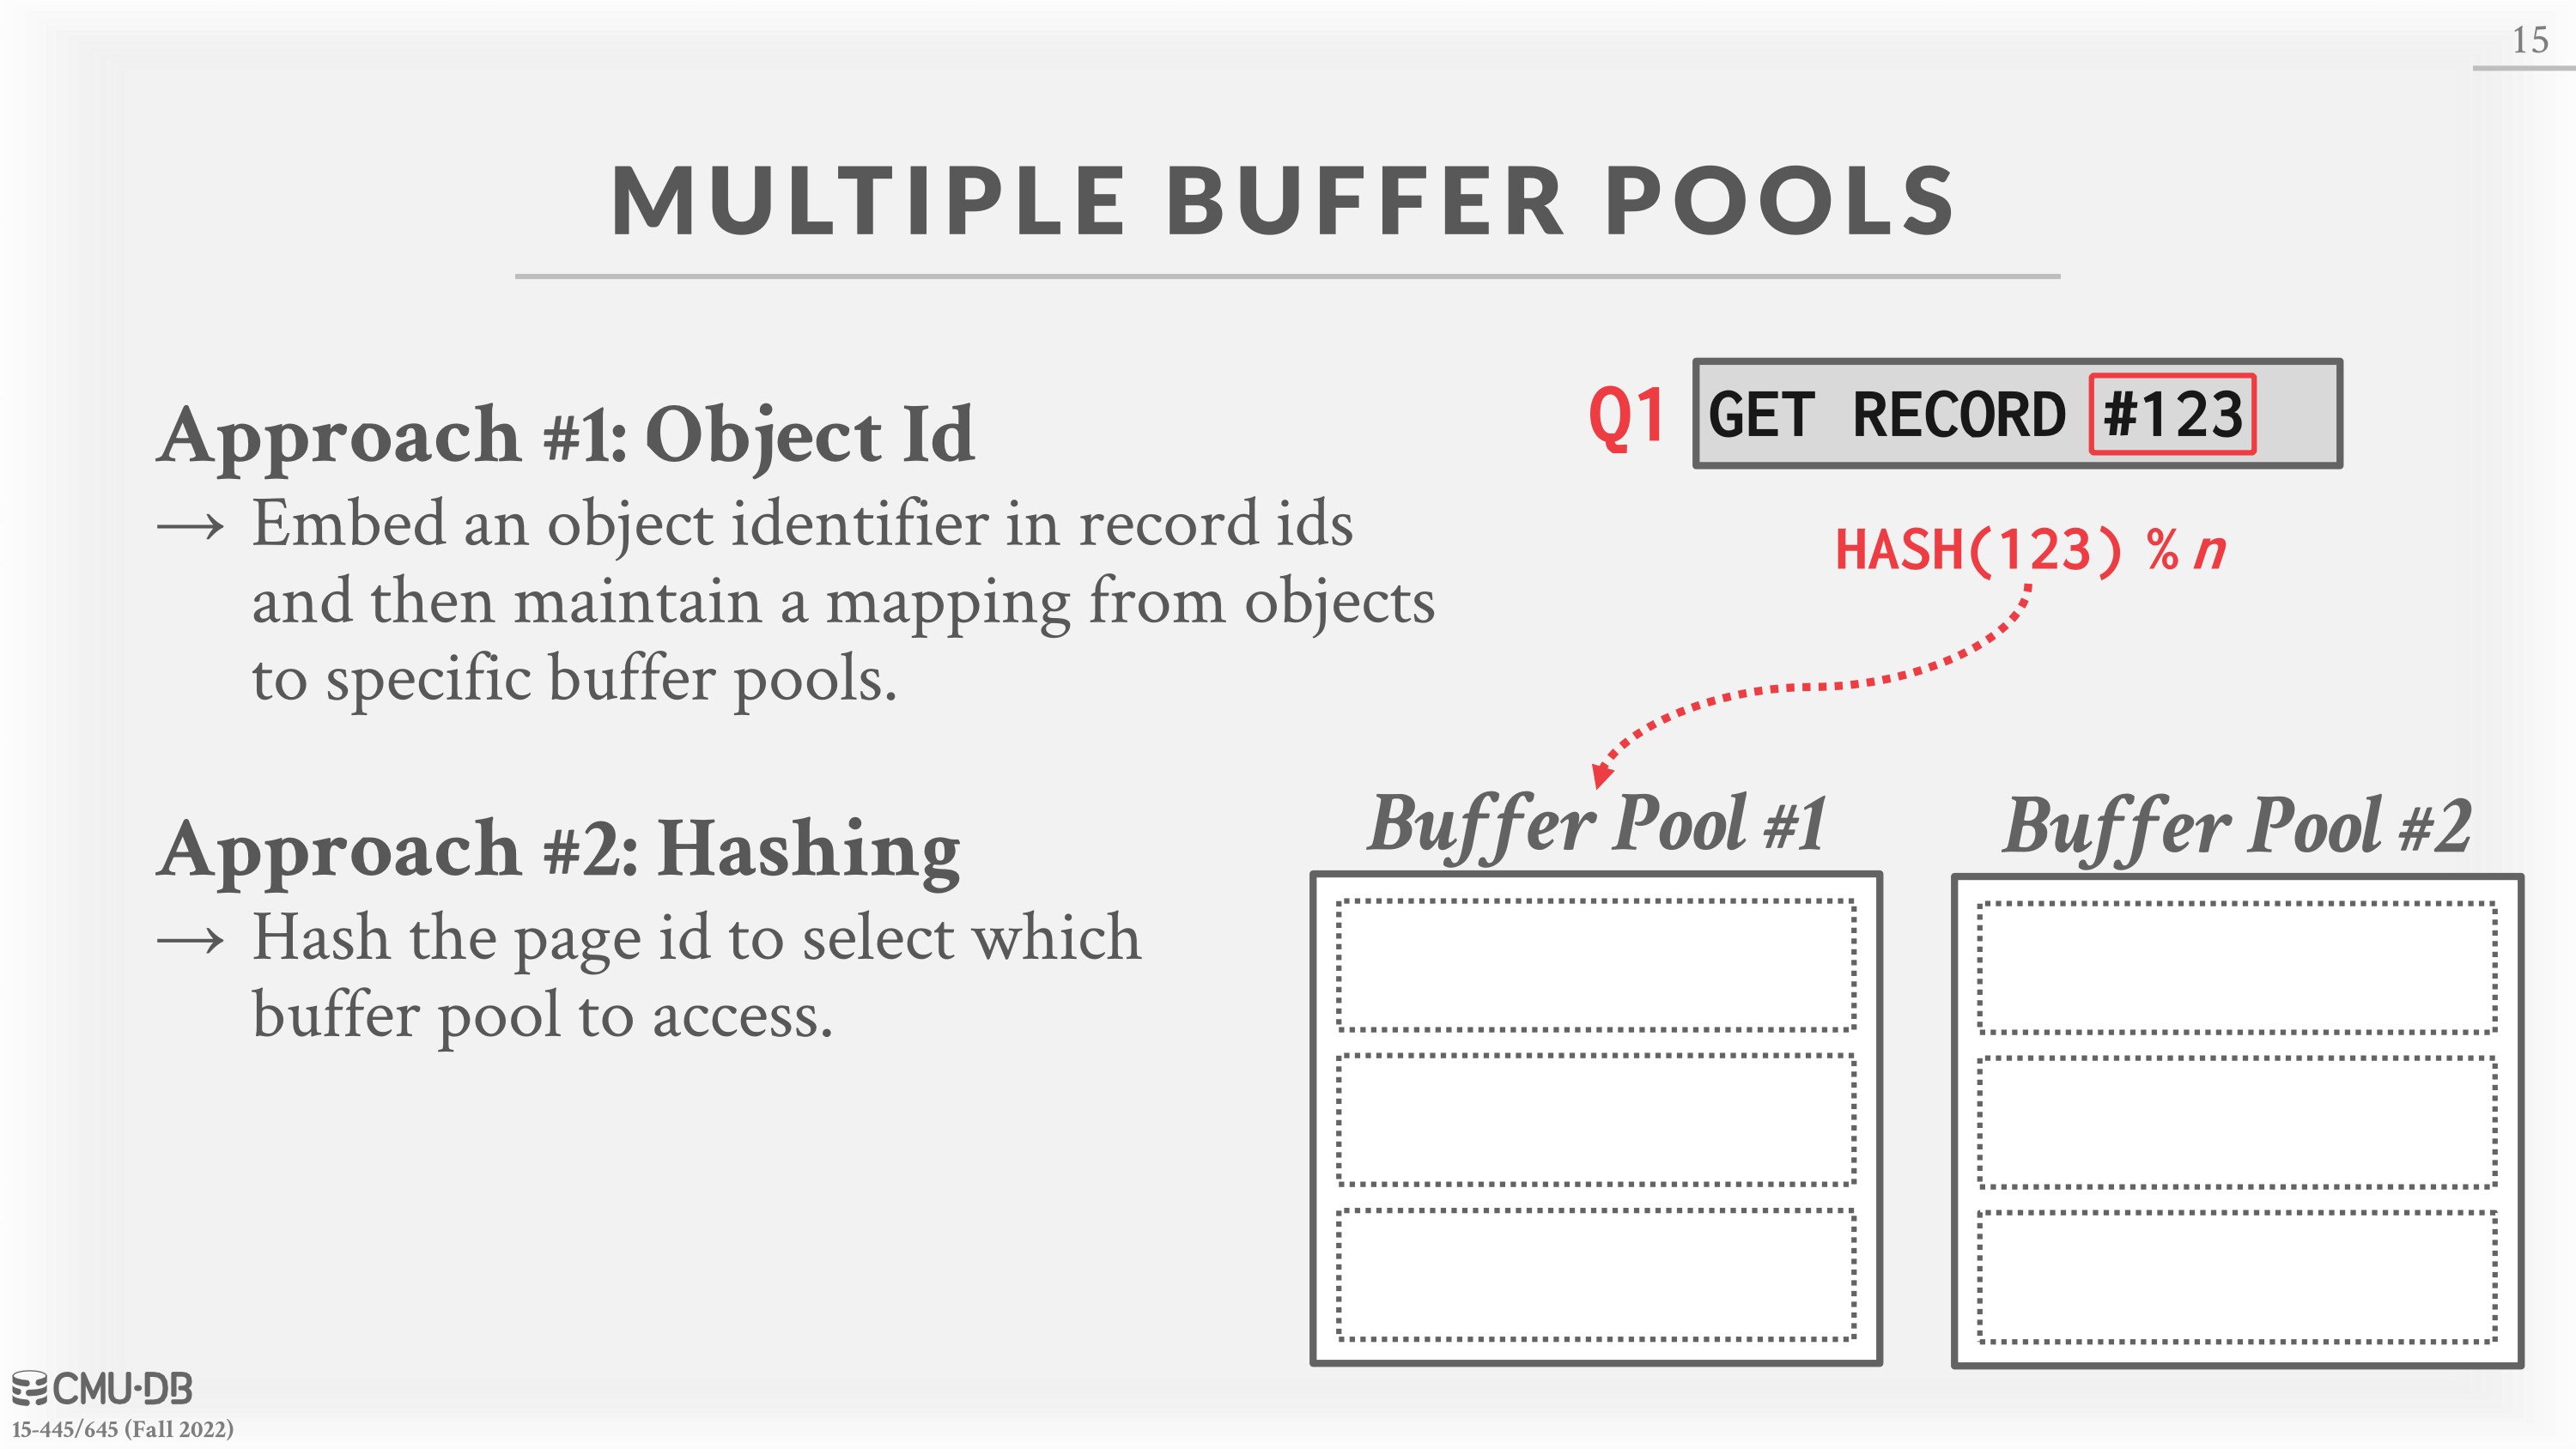 15
MULTIPLE BUFFER POOLS
Approach #1: Object Id
→ Embed an object identifier in record ids
and then maintain a mapping from objects
to specific buffer pools.
Approach #2: Hashing
→ Hash the page id to select which
buffer pool to access.
Q1 GET RECORD #123
HASH(123) % n
Buffer Pool #1
Buffer Pool #2
CMU·DB
15-445/645 (Fall 2022)